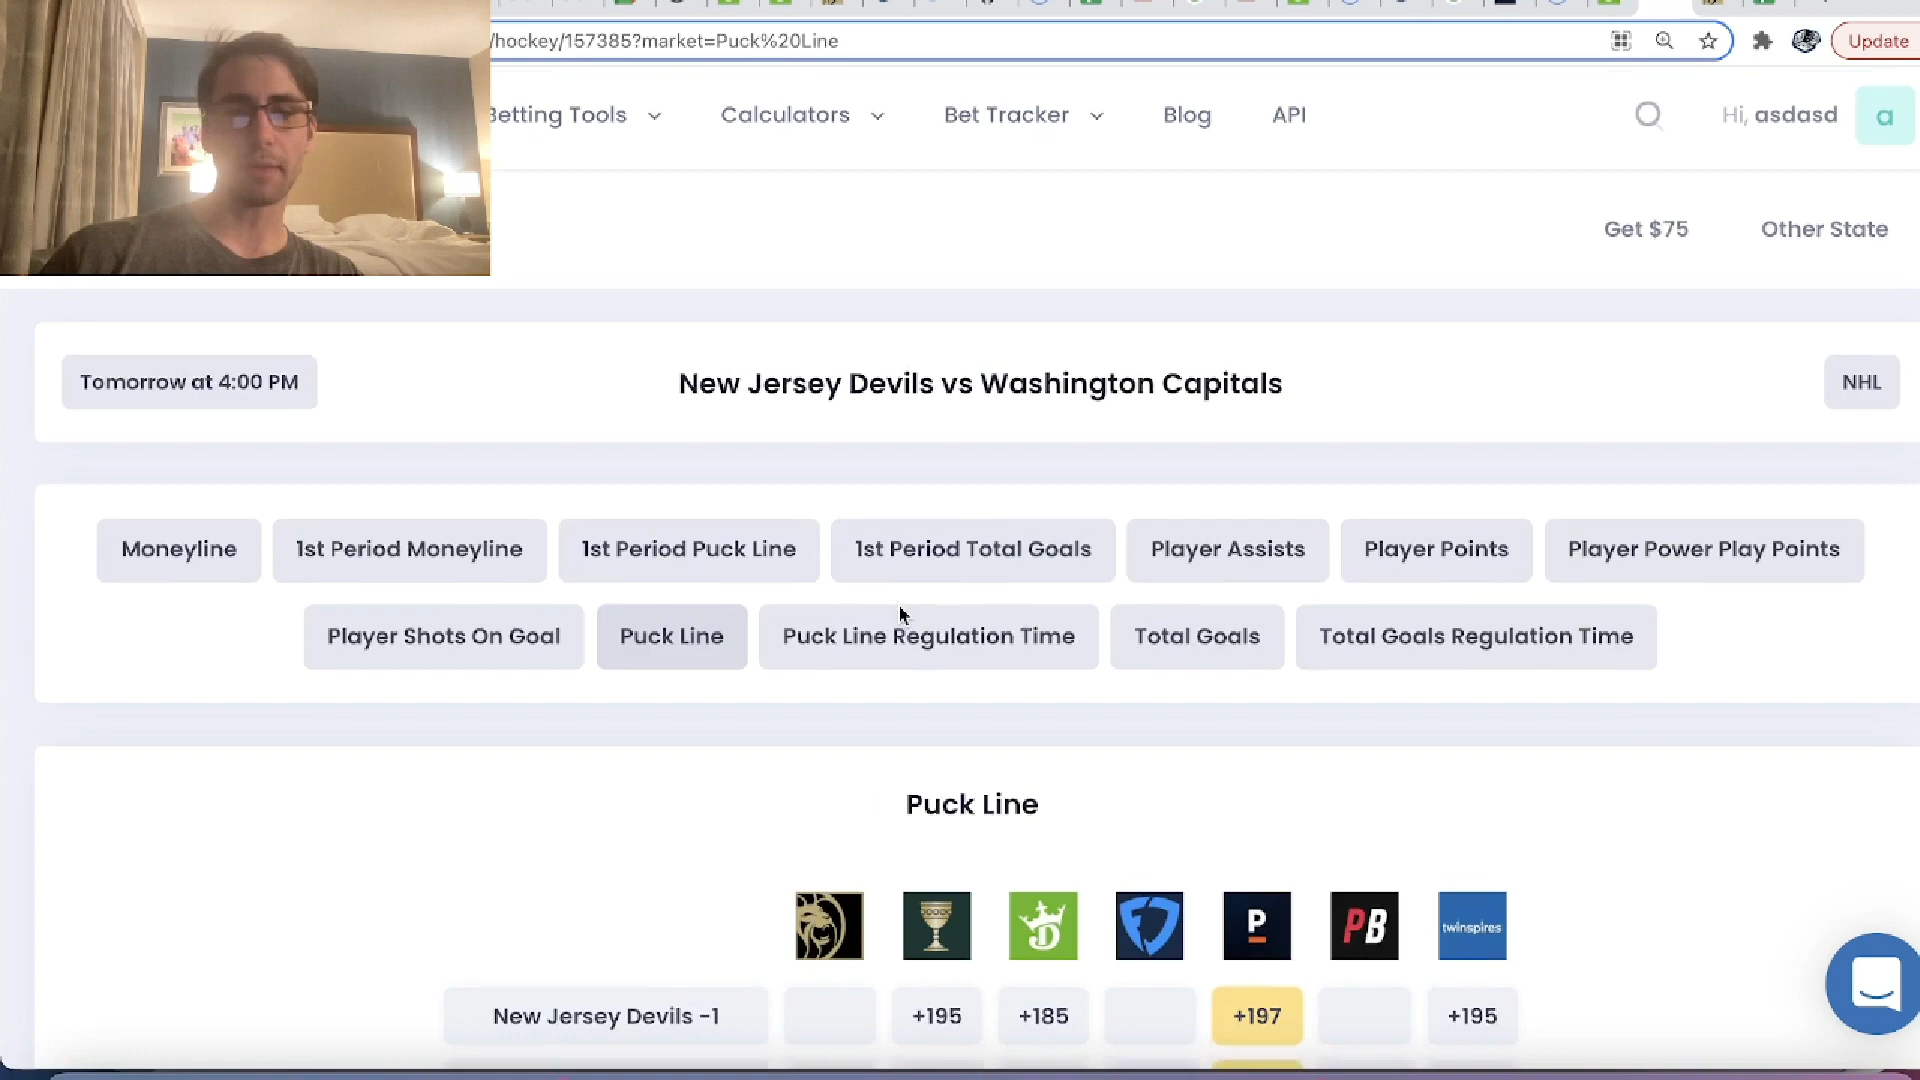 /hockey/157385?market=Puck%20Line
Update
Betting Tools
Calculators
Bet Tracker
Blog
API
Hi, asdasd
a
Get $75
Other State
Tomorrow at 4:00 PM
New Jersey Devils vs Washington Capitals
NHL
Moneyline
1st Period Moneyline
1st Period Puck Line
1st Period Total Goals
Player Assists
Player Points
Player Power Play Points
Player Shots On Goal
Puck Line
Puck Line Regulation Time
Total Goals
Total Goals Regulation Time
Puck Line
P
PB
twinspires
New Jersey Devils -1
+195
+185
+197
+195